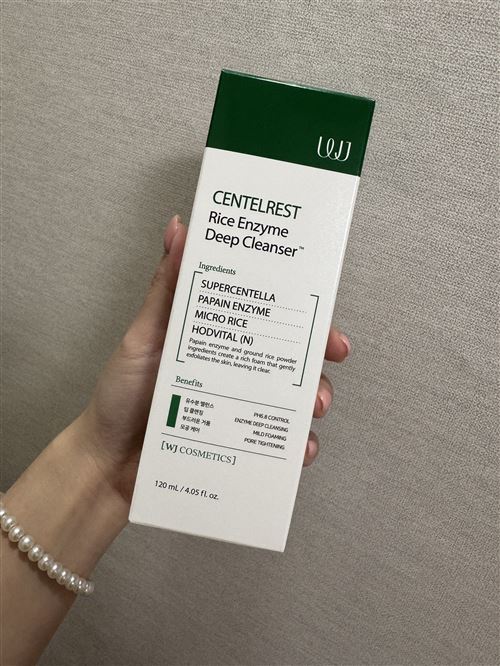 WJ
CENTELREST
Rice Enzyme
Deep Cleanser™
Ingredients
SUPERCENTELLA
PAPAIN ENZYME
MICRO RICE
HODVITAL (N)
Papain enzyme and ground rice powder
ingredients create a rich foam that gently
exfoliates the skin, leaving it clear.
Benefits
유수분 밸런스
딥 클렌징
부드러운 거품
모공 케어
PH6.8 CONTROL
ENZYME DEEP CLEANSING
MILD FOAMING
PORE TIGHTENING
[WJ COSMETICS]
120 mL / 4.05 fl. oz.